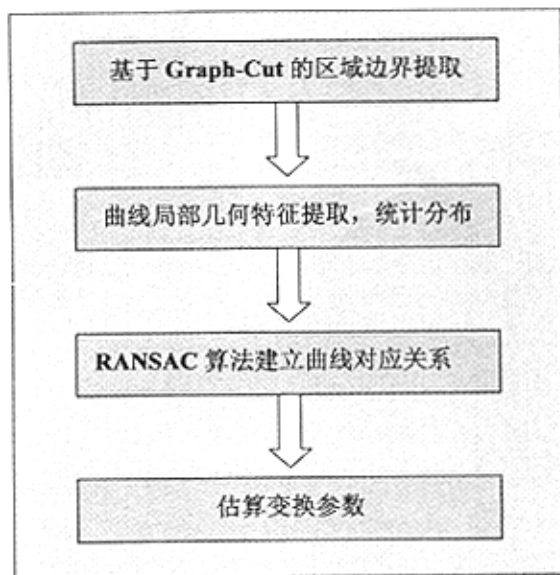 基于 Graph-Cut 的区域边界提取
曲线局部几何特征提取，统计分布
RANSAC 算法建立曲线对应关系
估算变换参数